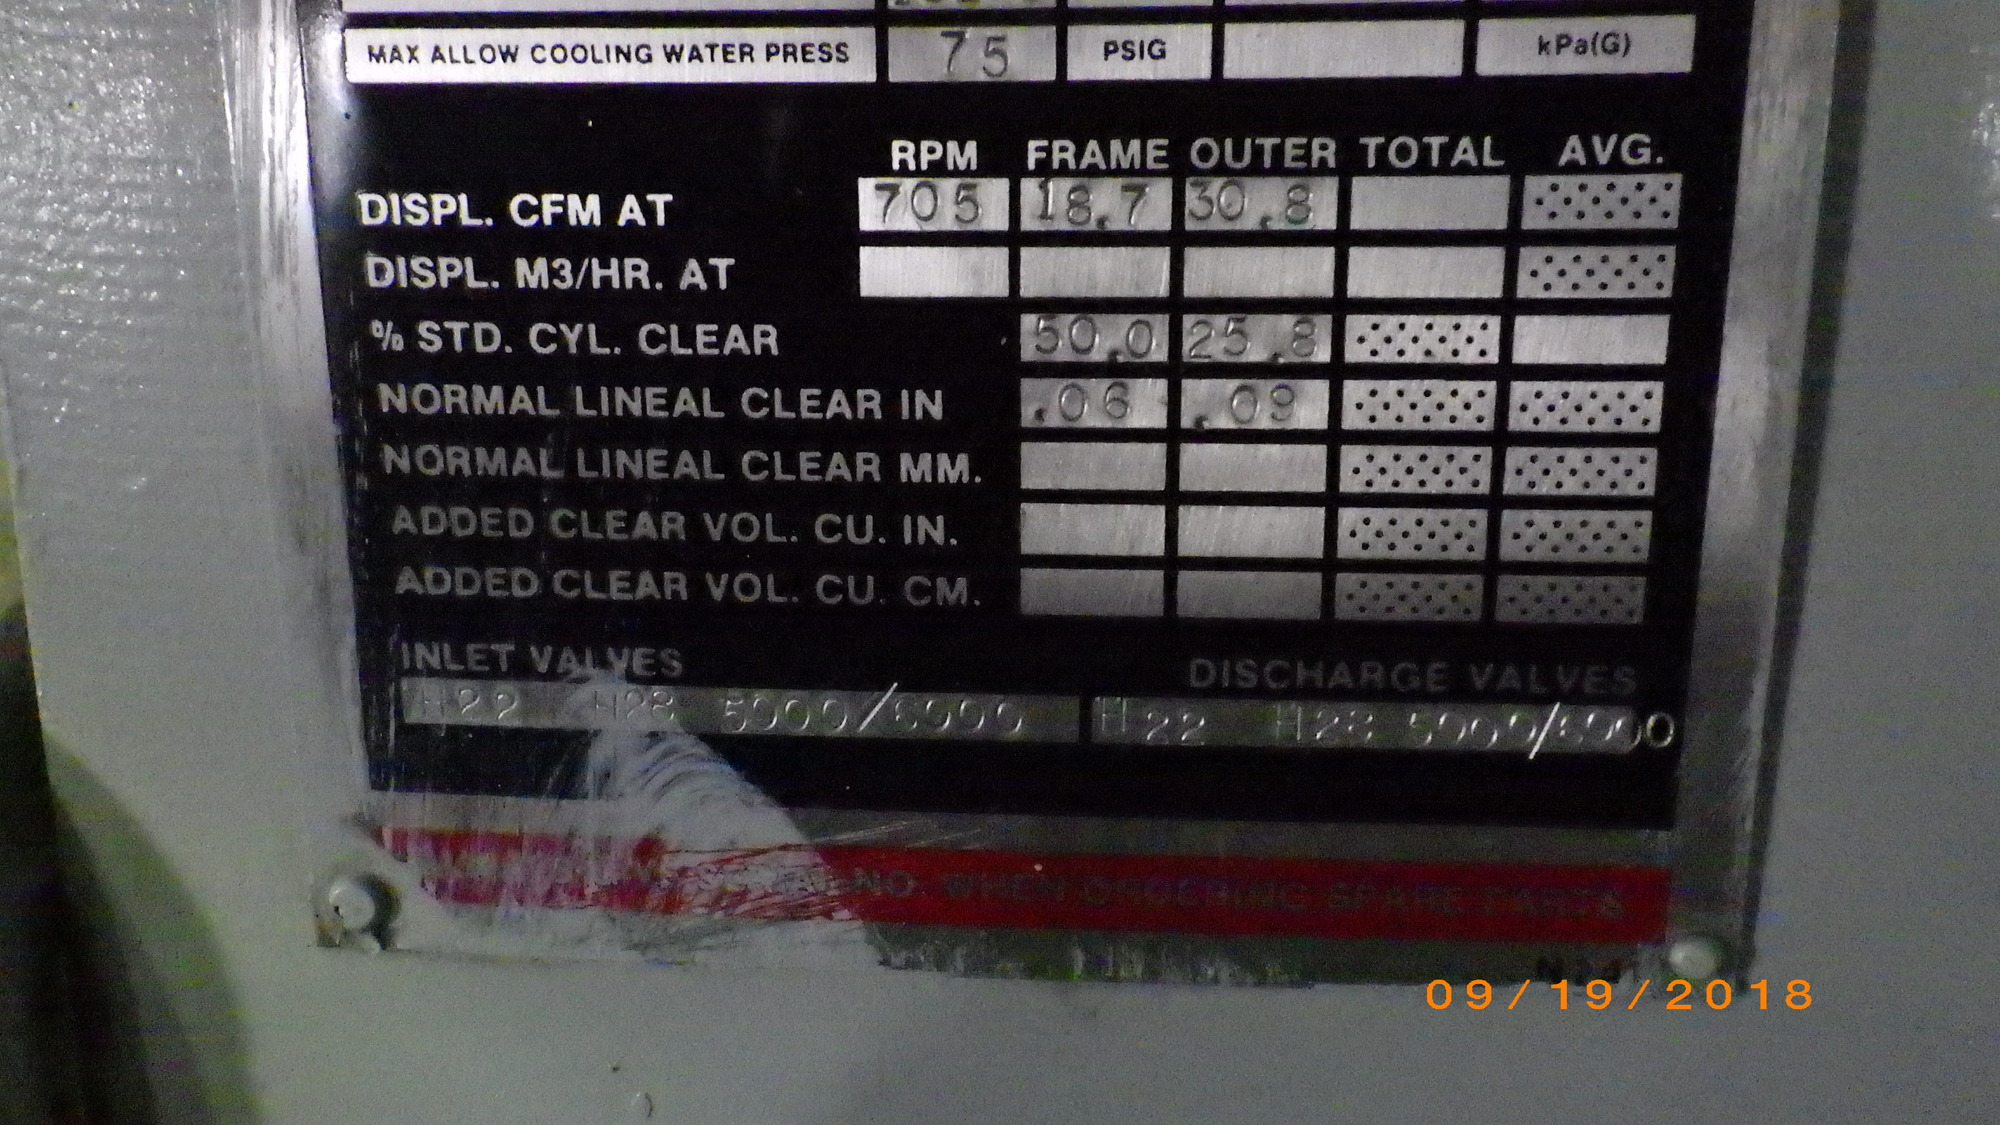 MAX ALLOW COOLING WATER PRESS 75 PSIG kPa(G)
RPM FRAME OUTER TOTAL AVG.
DISPL. CFM AT 705 18.7 30.8
DISPL. M3/HR. AT
% STD. CYL. CLEAR 50.0 25.8
NORMAL LINEAL CLEAR IN .06 .09
NORMAL LINEAL CLEAR MM.
ADDED CLEAR VOL. CU. IN.
ADDED CLEAR VOL. CU. CM.
INLET VALVES DISCHARGE VALVES
H22 H28 5000/6000 H22 H28 5000/6000
NO. WHEN ORDERING SPARE PARTS
09/19/2018